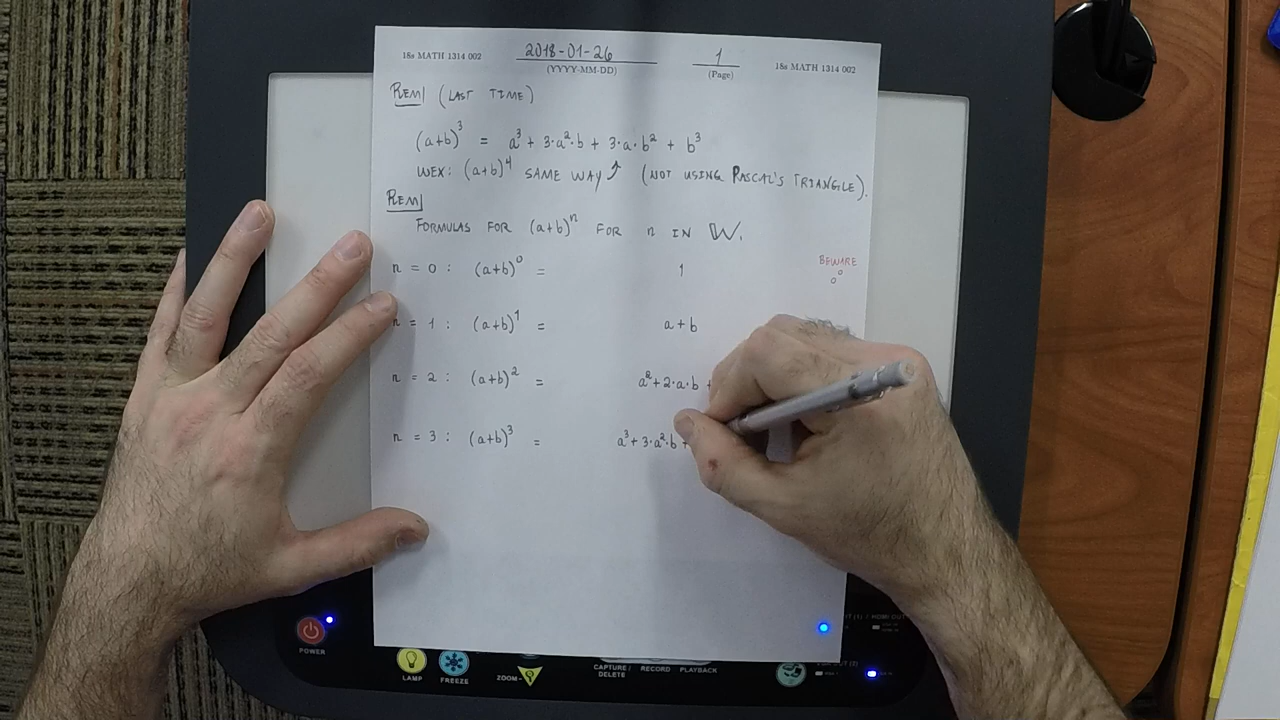 18s MATH 1314 002 2018-01-26 1 18s MATH 1314 002
(YYYY-MM-DD) (Page)
REM (LAST TIME)
(a+b)³ = a³ + 3·a²·b + 3·a·b² + b³
WEX: (a+b)⁴ SAME WAY ⤴ (NOT USING PASCAL'S TRIANGLE).
REM
FORMULAS FOR (a+b)ⁿ FOR n IN 𝕎.
BEWARE
n = 0 : (a+b)⁰ = 1
n = 1 : (a+b)¹ = a+b
n = 2 : (a+b)² = a²+2·a·b +
n = 3 : (a+b)³ = a³+3·a²·b +
POWER
LAMP
FREEZE
ZOOM
CAPTURE / DELETE
RECORD
PLAYBACK